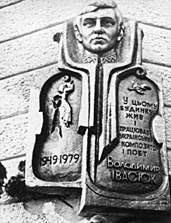 1949 1979
У ЦЬОМУ
БУДИНКУ
ЖИВ
І
ПРАЦЮВАВ
УКРАЇНСЬКИЙ
КОМПОЗИТОР
І ПОЕТ
Володимир
ІВАСЮК